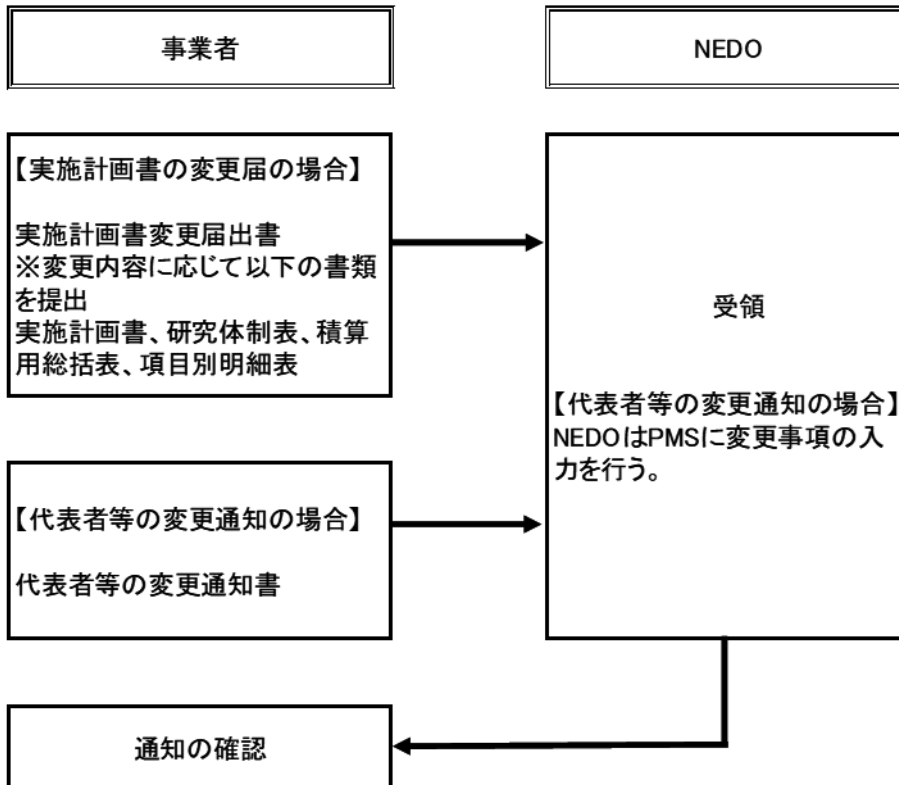 事業者
NEDO
【実施計画書の変更届の場合】
実施計画書変更届出書
※変更内容に応じて以下の書類
を提出
実施計画書、研究体制表、積算
用総括表、項目別明細表
受領
【代表者等の変更通知の場合】
NEDOはPMSに変更事項の入
力を行う。
【代表者等の変更通知の場合】
代表者等の変更通知書
通知の確認